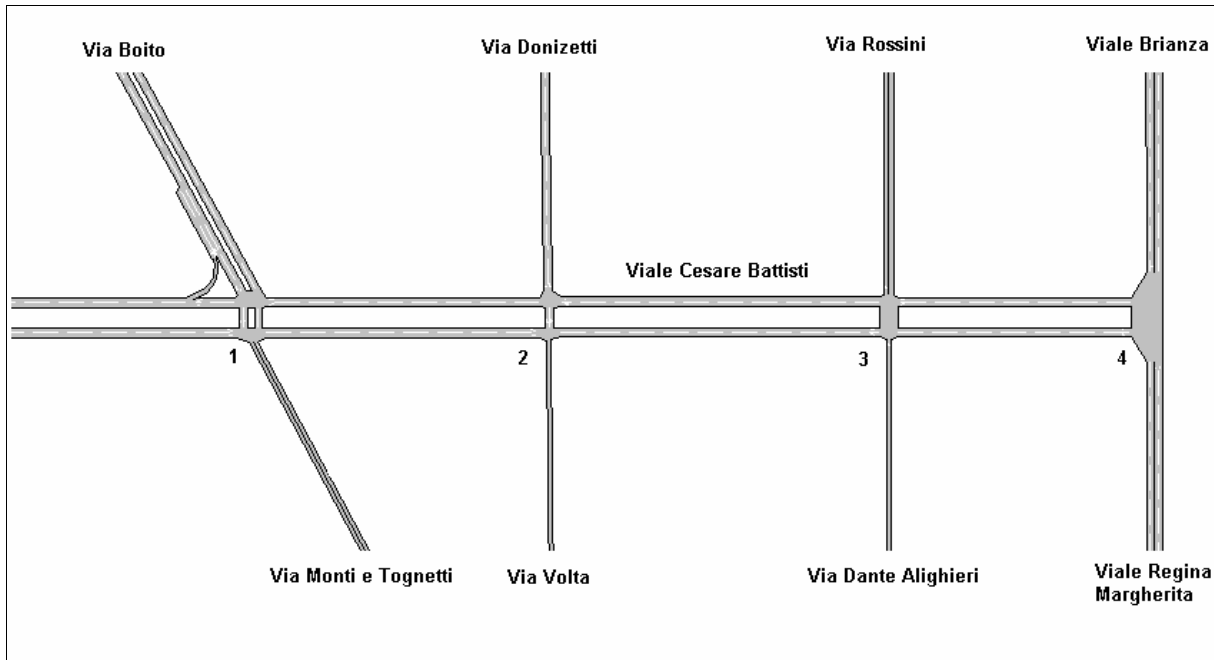 Via Boito
Via Donizetti
Via Rossini
Viale Brianza
Viale Cesare Battisti
1
2
3
4
Via Monti e Tognetti
Via Volta
Via Dante Alighieri
Viale Regina
Margherita